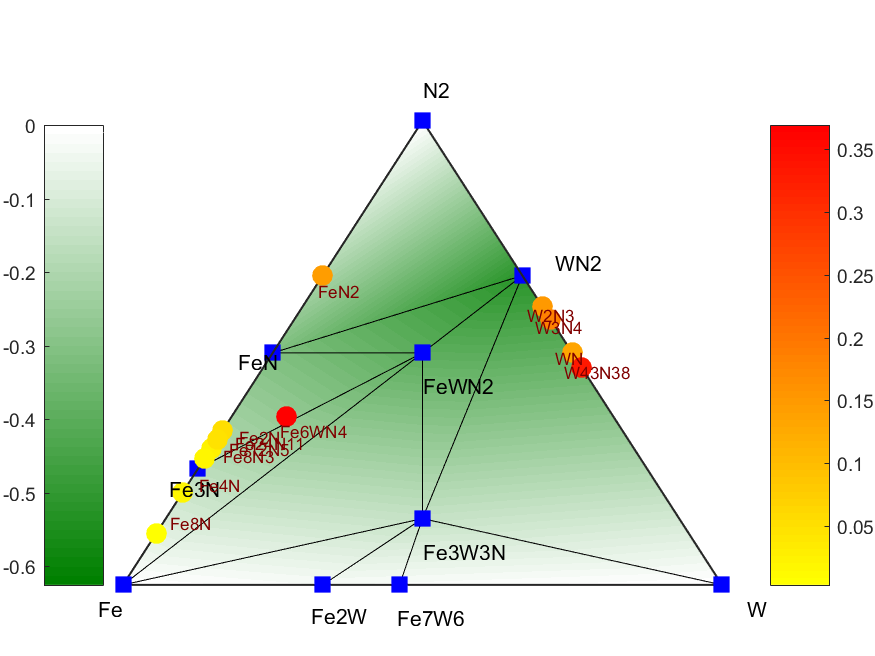 N2
0
-0.1
-0.2
-0.3
-0.4
-0.5
-0.6
0.35
0.3
0.25
0.2
0.15
0.1
0.05
WN2
FeN2
W2N3
W3N4
WN
W43N38
FeN
FeWN2
Fe6WN4
Fe2N
Fe24N11
Fe12N5
Fe8N3
Fe3N
Fe4N
Fe8N
Fe3W3N
Fe
Fe2W
Fe7W6
W